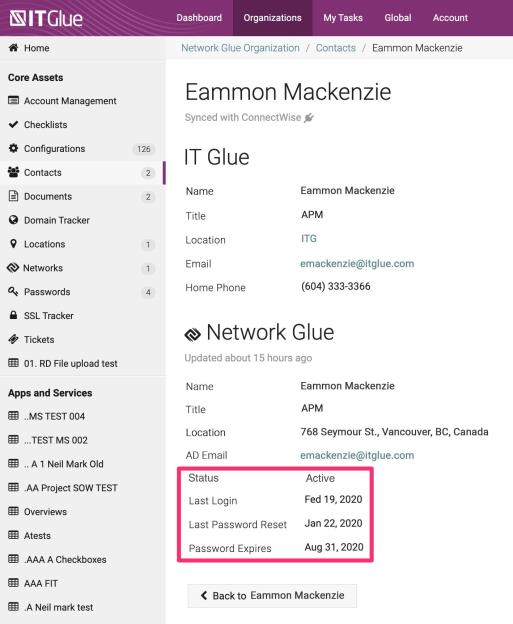 ITGlue
Dashboard Organizations My Tasks Global Account
Home
Network Glue Organization / Contacts / Eammon Mackenzie
Core Assets
Account Management
Checklists
Configurations 126
Contacts 2
Documents 2
Domain Tracker
Locations 1
Networks 1
Passwords 4
SSL Tracker
Tickets
01. RD File upload test
Apps and Services
..MS TEST 004
...TEST MS 002
.. A 1 Neil Mark Old
.AA Project SOW TEST
Overviews
Atests
.AAA A Checkboxes
AAA FIT
.A Neil mark test
Eammon Mackenzie
Synced with ConnectWise
IT Glue
Name Eammon Mackenzie
Title APM
Location ITG
Email emackenzie@itglue.com
Home Phone (604) 333-3366
Network Glue
Updated about 15 hours ago
Name Eammon Mackenzie
Title APM
Location 768 Seymour St., Vancouver, BC, Canada
AD Email emackenzie@itglue.com
Status Active
Last Login Fed 19, 2020
Last Password Reset Jan 22, 2020
Password Expires Aug 31, 2020
Back to Eammon Mackenzie